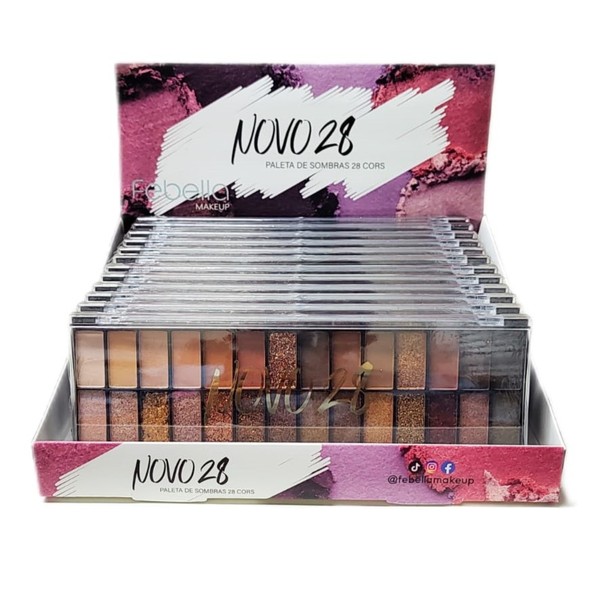 NOVO 28
PALETA DE SOMBRAS 28 CORS
Febella
MAKEUP
NOVO 28
NOVO 28
PALETA DE SOMBRAS 28 CORS
@febellamakeup